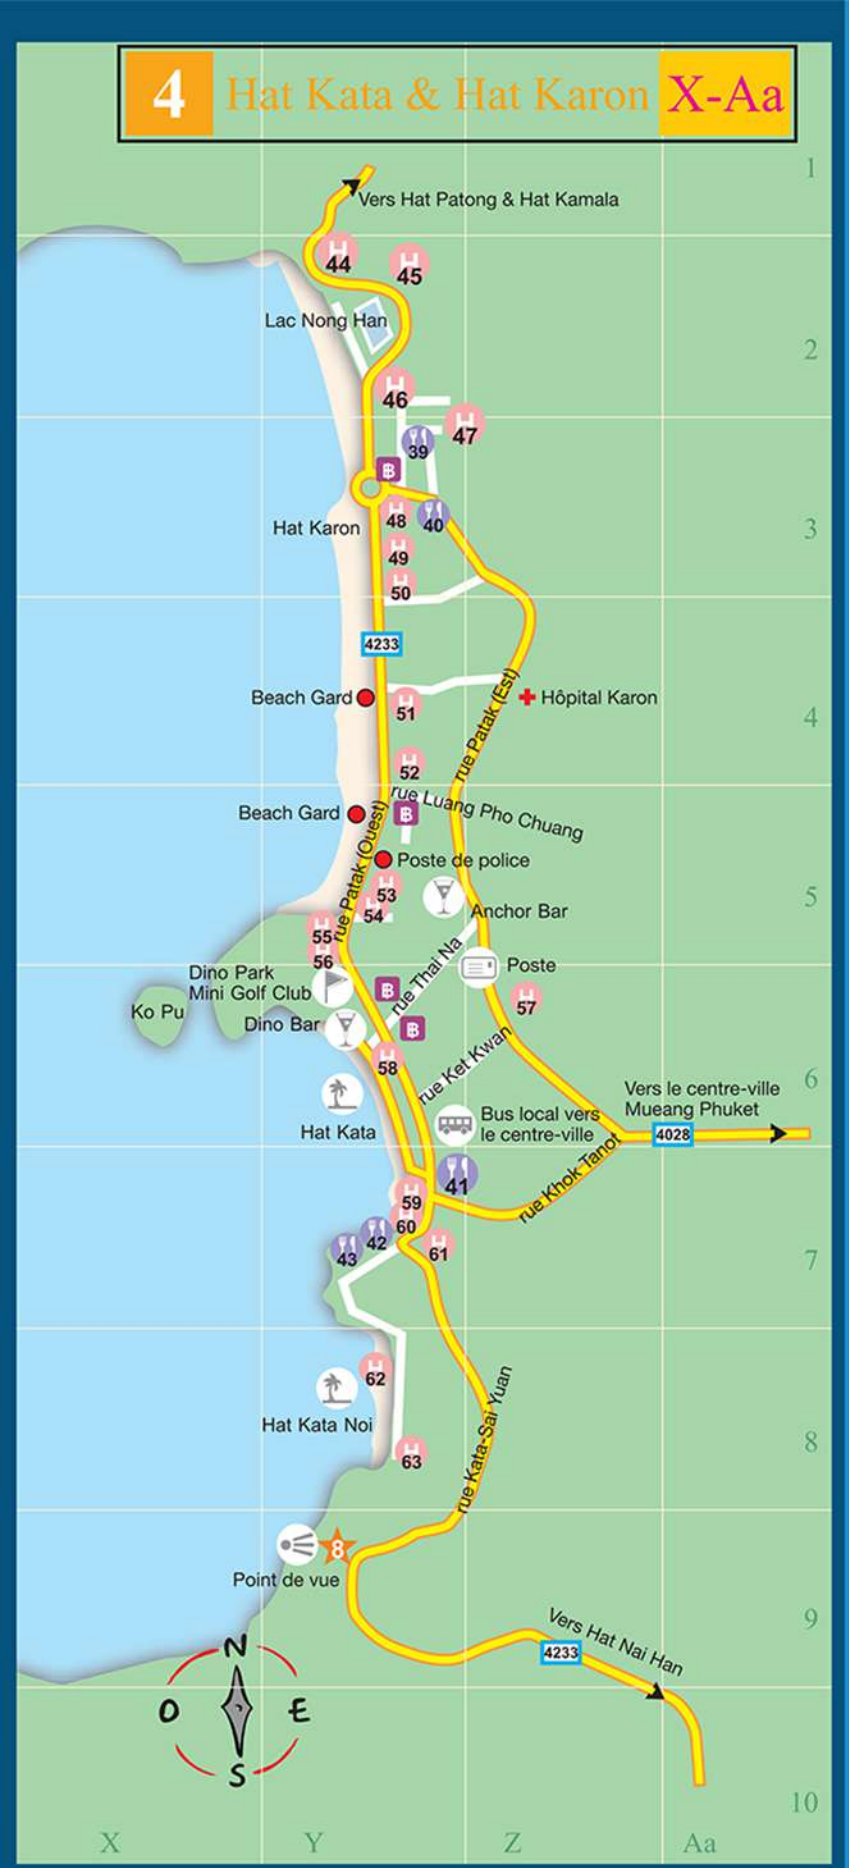 4 Hat Kata & Hat Karon X-Aa
1
Vers Hat Patong & Hat Kamala
44
45
Lac Nong Han
2
46
47
39
฿
48
40
Hat Karon
3
49
50
4233
rue Patak (Est)
Beach Gard
51
Hôpital Karon
4
52
rue Luang Pho Chuang
Beach Gard
฿
rue Patak (Ouest)
Poste de police
53
5
54
Anchor Bar
55
56
rue Thai Na
Poste
Dino Park
Mini Golf Club
฿
57
Ko Pu
Dino Bar
฿
rue Ket Kwan
58
6
Vers le centre-ville
Mueang Phuket
Bus local vers
le centre-ville
Hat Kata
4028
rue Khok Tanot
41
59
60
42
43
61
7
62
rue Kata-Sai Yuan
Hat Kata Noi
8
63
8
Point de vue
9
Vers Hat Nai Han
4233
N
O
E
S
10
X
Y
Z
Aa